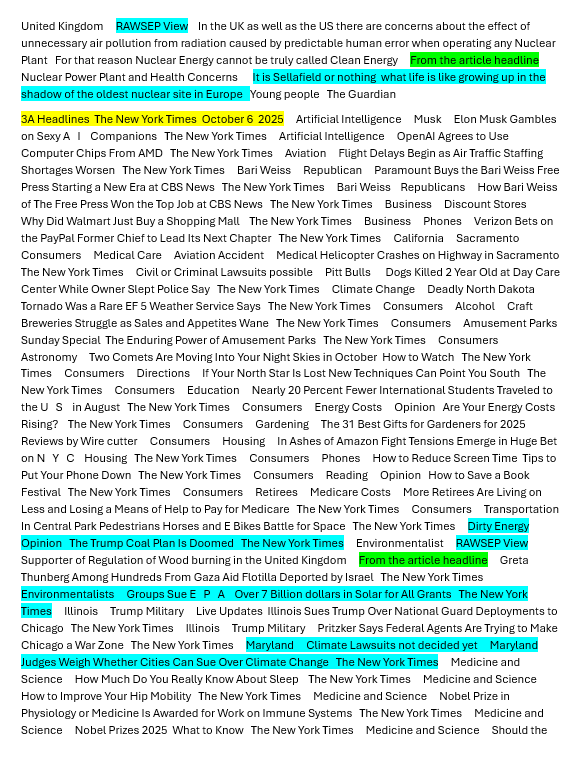 United Kingdom    RAWSEP View   In the UK as well as the US there are concerns about the effect of
unnecessary air pollution from radiation caused by predictable human error when operating any Nuclear
Plant   For that reason Nuclear Energy cannot be truly called Clean Energy    From the article headline
Nuclear Power Plant and Health Concerns     It is Sellafield or nothing  what life is like growing up in the
shadow of the oldest nuclear site in Europe   Young people  The Guardian
3A Headlines  The New York Times  October 6  2025    Artificial Intelligence    Musk    Elon Musk Gambles
on Sexy A   I   Companions   The New York Times    Artificial Intelligence    OpenAI Agrees to Use
Computer Chips From AMD   The New York Times    Aviation    Flight Delays Begin as Air Traffic Staffing
Shortages Worsen   The New York Times    Bari Weiss    Republican    Paramount Buys the Bari Weiss Free
Press Starting a New Era at CBS News   The New York Times    Bari Weiss   Republicans    How Bari Weiss
of The Free Press Won the Top Job at CBS News   The New York Times    Business    Discount Stores
Why Did Walmart Just Buy a Shopping Mall   The New York Times    Business    Phones    Verizon Bets on
the PayPal Former Chief to Lead Its Next Chapter   The New York Times    California    Sacramento
Consumers    Medical Care    Aviation Accident    Medical Helicopter Crashes on Highway in Sacramento
The New York Times    Civil or Criminal Lawsuits possible    Pitt Bulls     Dogs Killed 2 Year Old at Day Care
Center While Owner Slept Police Say   The New York Times    Climate Change    Deadly North Dakota
Tornado Was a Rare EF 5 Weather Service Says   The New York Times    Consumers    Alcohol    Craft
Breweries Struggle as Sales and Appetites Wane   The New York Times    Consumers    Amusement Parks
Sunday Special  The Enduring Power of Amusement Parks   The New York Times    Consumers
Astronomy    Two Comets Are Moving Into Your Night Skies in October  How to Watch   The New York
Times    Consumers    Directions    If Your North Star Is Lost New Techniques Can Point You South   The
New York Times    Consumers    Education    Nearly 20 Percent Fewer International Students Traveled to
the U   S   in August   The New York Times    Consumers    Energy Costs    Opinion   Are Your Energy Costs
Rising?   The New York Times    Consumers    Gardening    The 31 Best Gifts for Gardeners for 2025
Reviews by Wire cutter    Consumers    Housing    In Ashes of Amazon Fight Tensions Emerge in Huge Bet
on N   Y   C   Housing   The New York Times    Consumers    Phones    How to Reduce Screen Time  Tips to
Put Your Phone Down   The New York Times    Consumers    Reading    Opinion   How to Save a Book
Festival   The New York Times    Consumers    Retirees    Medicare Costs    More Retirees Are Living on
Less and Losing a Means of Help to Pay for Medicare   The New York Times    Consumers    Transportation
In Central Park Pedestrians Horses and E Bikes Battle for Space   The New York Times    Dirty Energy
Opinion   The Trump Coal Plan Is Doomed   The New York Times    Environmentalist    RAWSEP View
Supporter of Regulation of Wood burning in the United Kingdom    From the article headline    Greta
Thunberg Among Hundreds From Gaza Aid Flotilla Deported by Israel   The New York Times
Environmentalists    Groups Sue E   P   A   Over 7 Billion dollars in Solar for All Grants   The New York
Times    Illinois    Trump Military    Live Updates  Illinois Sues Trump Over National Guard Deployments to
Chicago   The New York Times    Illinois    Trump Military    Pritzker Says Federal Agents Are Trying to Make
Chicago a War Zone   The New York Times    Maryland    Climate Lawsuits not decided yet    Maryland
Judges Weigh Whether Cities Can Sue Over Climate Change   The New York Times    Medicine and
Science    How Much Do You Really Know About Sleep   The New York Times    Medicine and Science
How to Improve Your Hip Mobility   The New York Times    Medicine and Science    Nobel Prize in
Physiology or Medicine Is Awarded for Work on Immune Systems   The New York Times    Medicine and
Science    Nobel Prizes 2025  What to Know   The New York Times    Medicine and Science    Should the